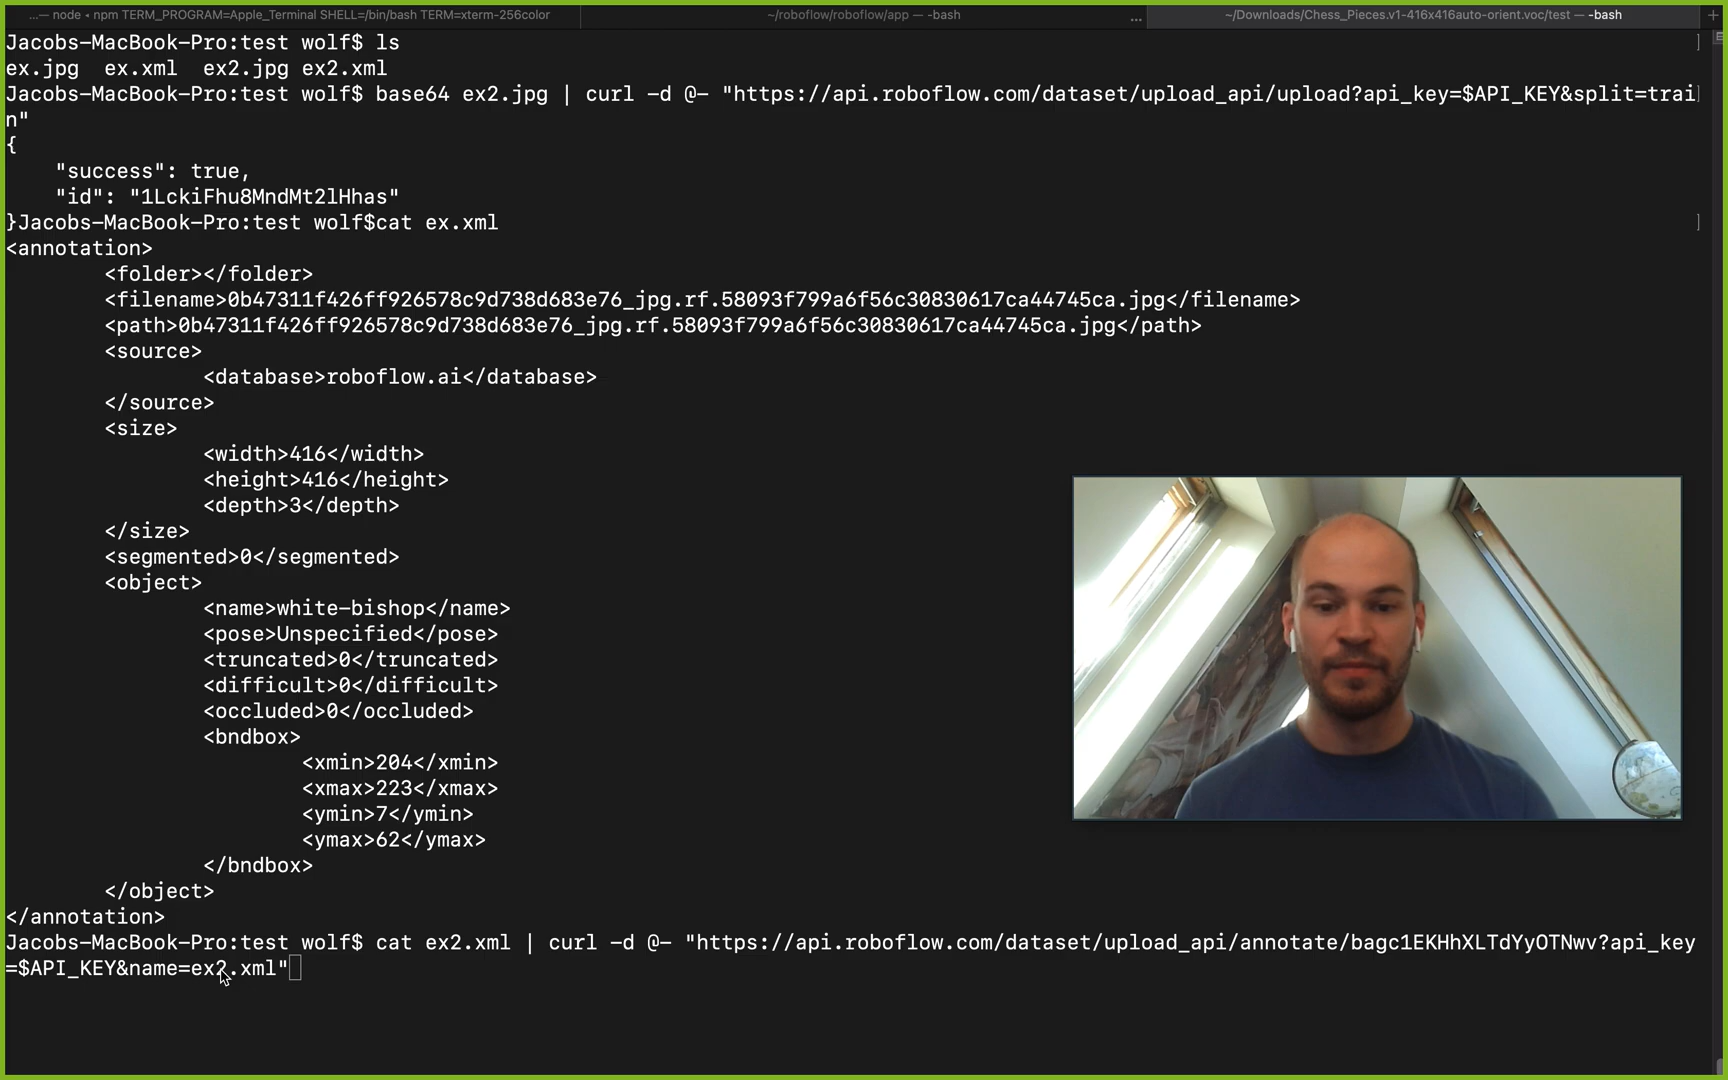 ...— node ◂ npm TERM_PROGRAM=Apple_Terminal SHELL=/bin/bash TERM=xterm-256color
~/roboflow/roboflow/app — -bash
...
~/Downloads/Chess_Pieces.v1-416x416auto-orient.voc/test — -bash
+
Jacobs-MacBook-Pro:test wolf$ ls
ex.jpg  ex.xml  ex2.jpg ex2.xml
Jacobs-MacBook-Pro:test wolf$ base64 ex2.jpg | curl -d @- "https://api.roboflow.com/dataset/upload_api/upload?api_key=$API_KEY&split=trai
n"
{
    "success": true,
    "id": "1LckiFhu8MndMt2lHhas"
}Jacobs-MacBook-Pro:test wolf$cat ex.xml
<annotation>
        <folder></folder>
        <filename>0b47311f426ff926578c9d738d683e76_jpg.rf.58093f799a6f56c30830617ca44745ca.jpg</filename>
        <path>0b47311f426ff926578c9d738d683e76_jpg.rf.58093f799a6f56c30830617ca44745ca.jpg</path>
        <source>
                <database>roboflow.ai</database>
        </source>
        <size>
                <width>416</width>
                <height>416</height>
                <depth>3</depth>
        </size>
        <segmented>0</segmented>
        <object>
                <name>white-bishop</name>
                <pose>Unspecified</pose>
                <truncated>0</truncated>
                <difficult>0</difficult>
                <occluded>0</occluded>
                <bndbox>
                        <xmin>204</xmin>
                        <xmax>223</xmax>
                        <ymin>7</ymin>
                        <ymax>62</ymax>
                </bndbox>
        </object>
</annotation>
Jacobs-MacBook-Pro:test wolf$ cat ex2.xml | curl -d @- "https://api.roboflow.com/dataset/upload_api/annotate/bagc1EKHhXLTdYyOTNwv?api_key
=$API_KEY&name=ex2.xml"